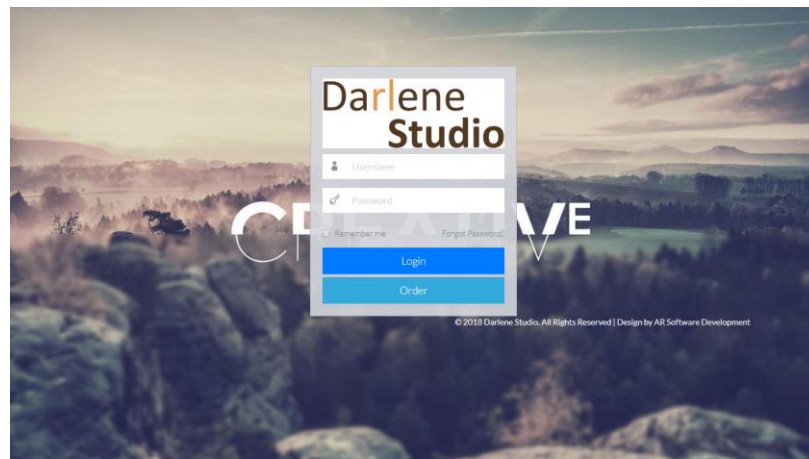 Darlene
Studio
Username
Password
CREATIVE
Remember me Forgot Password
Login
Order
© 2018 Darlene Studio. All Rights Reserved | Design by AR Software Development